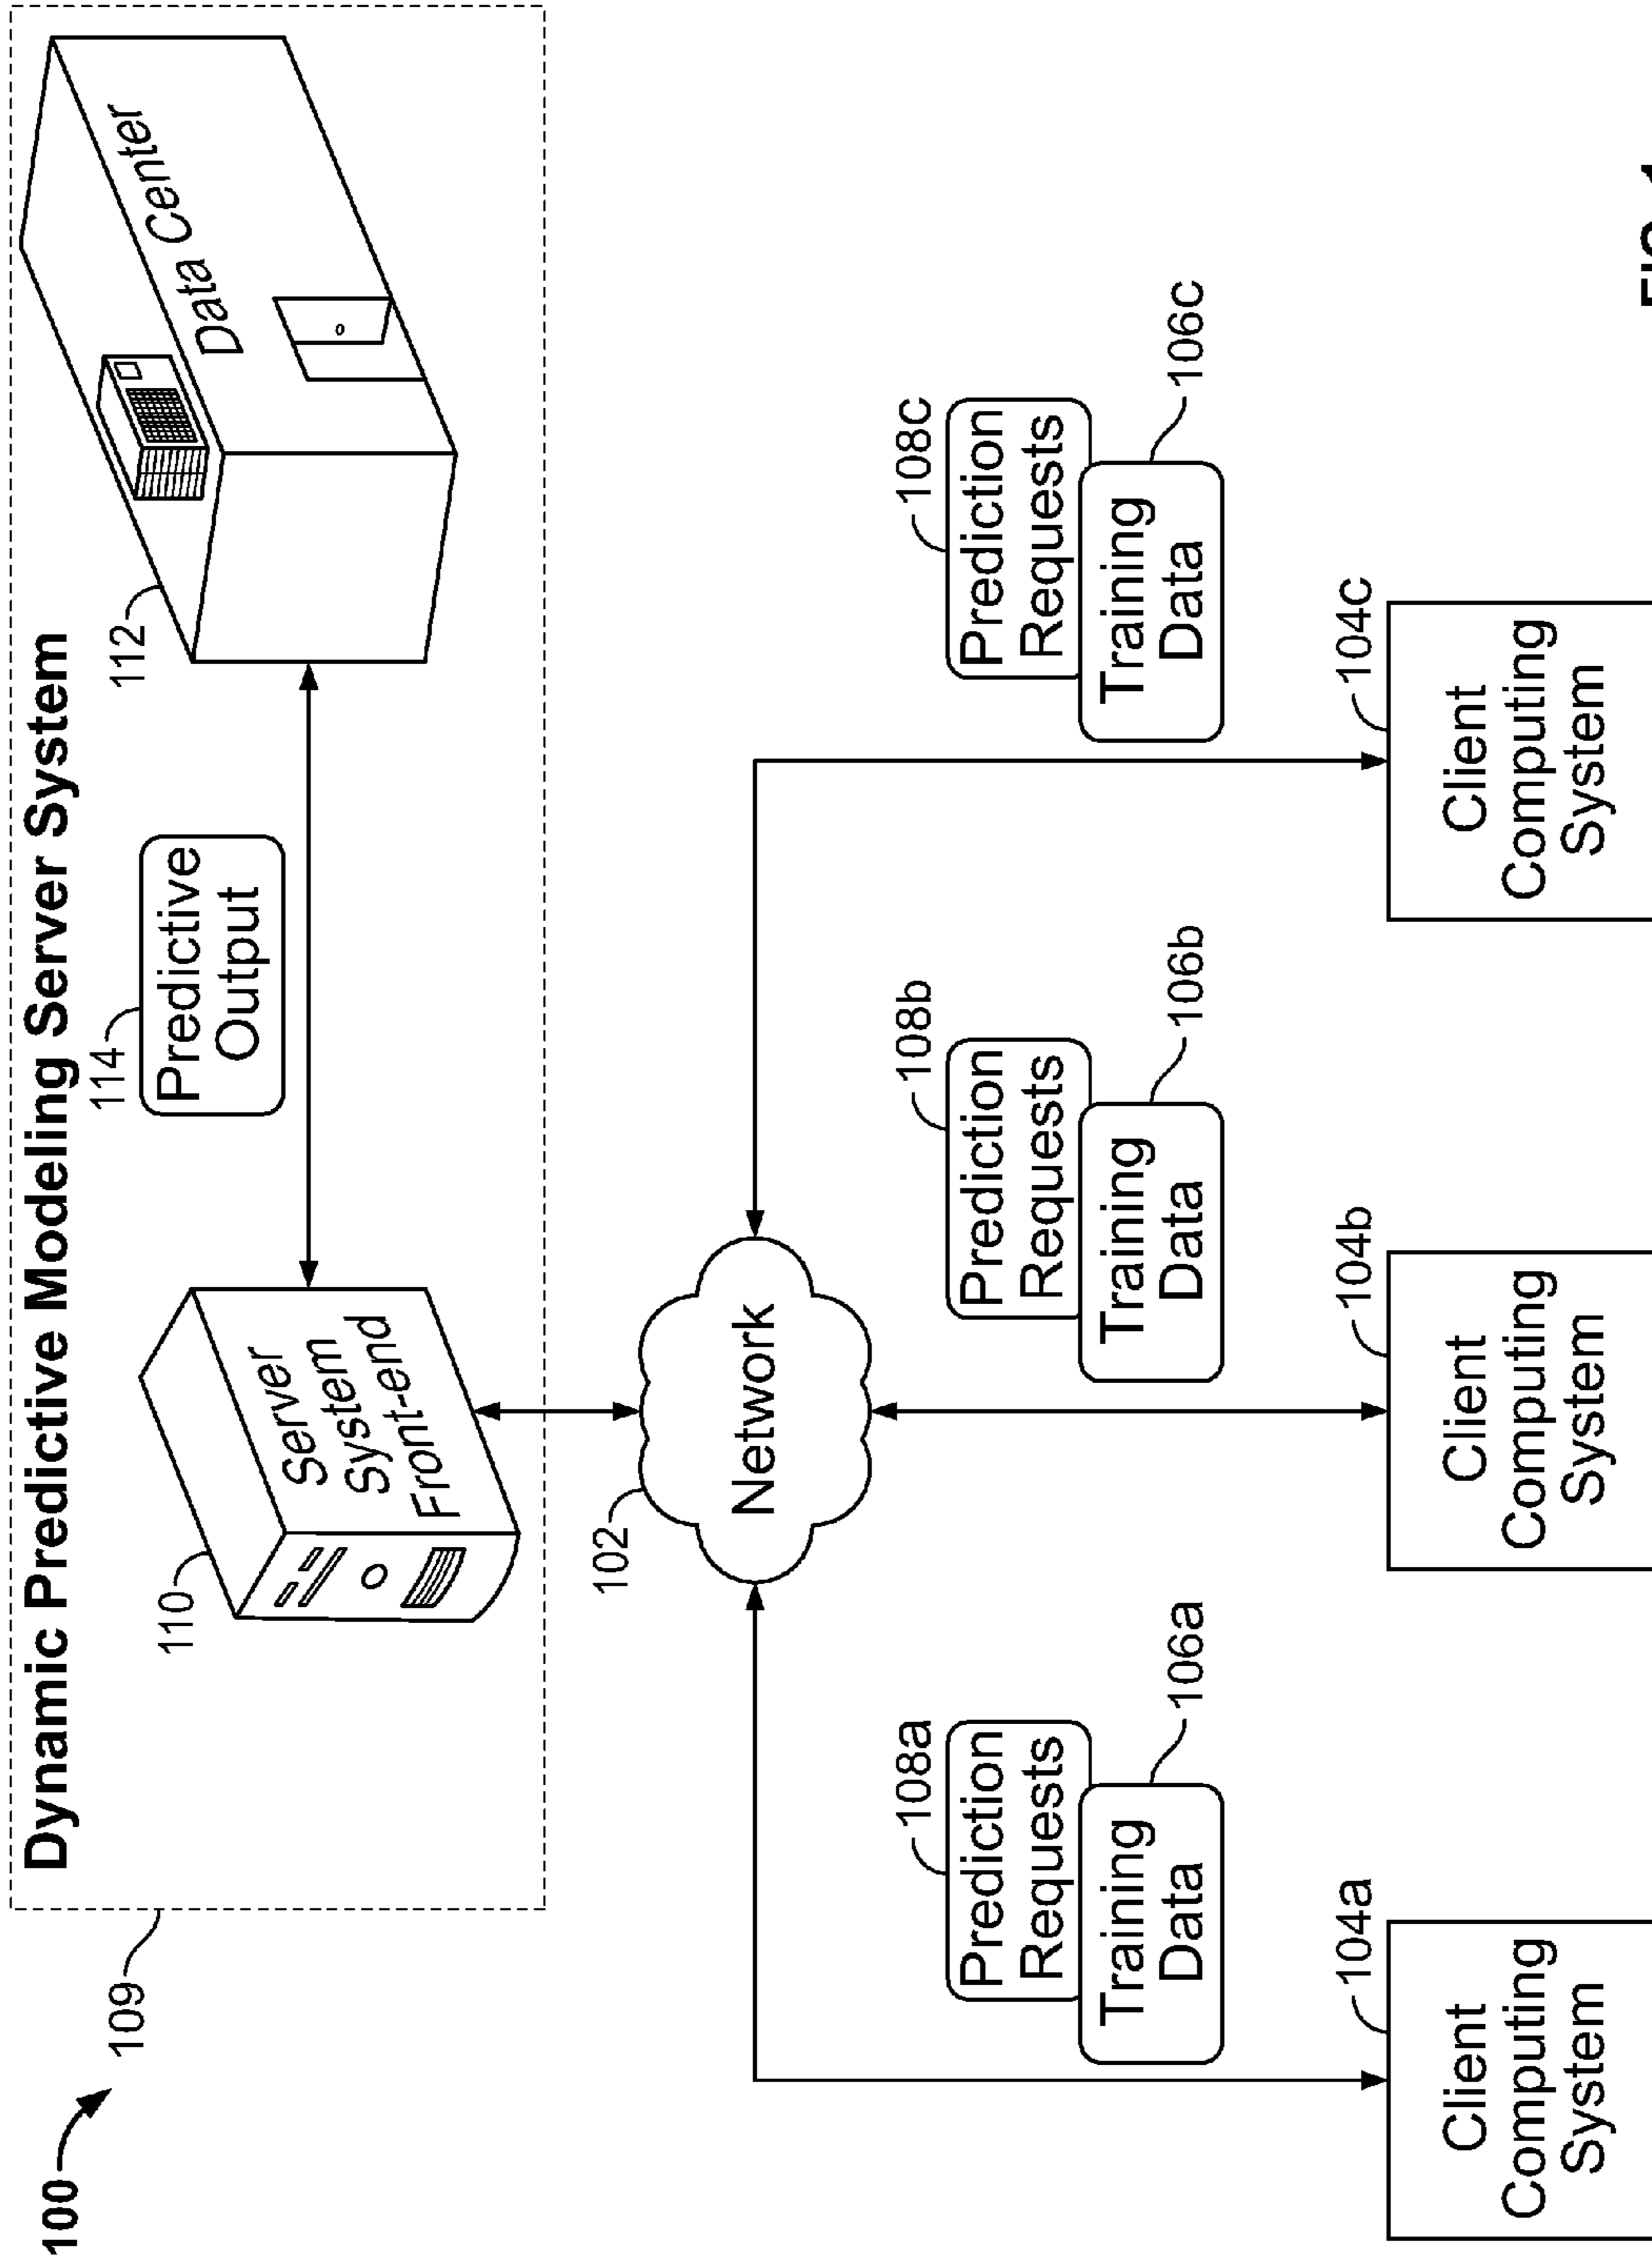 100
109
Dynamic Predictive Modeling Server System
110
Server
System
Front-end
114
Predictive
Output
112
Data Center
102
Network
108a
Prediction
Requests
Training
Data
106a
108b
Prediction
Requests
Training
Data
106b
108c
Prediction
Requests
Training
Data
106c
104a
Client
Computing
System
104b
Client
Computing
System
104c
Client
Computing
System